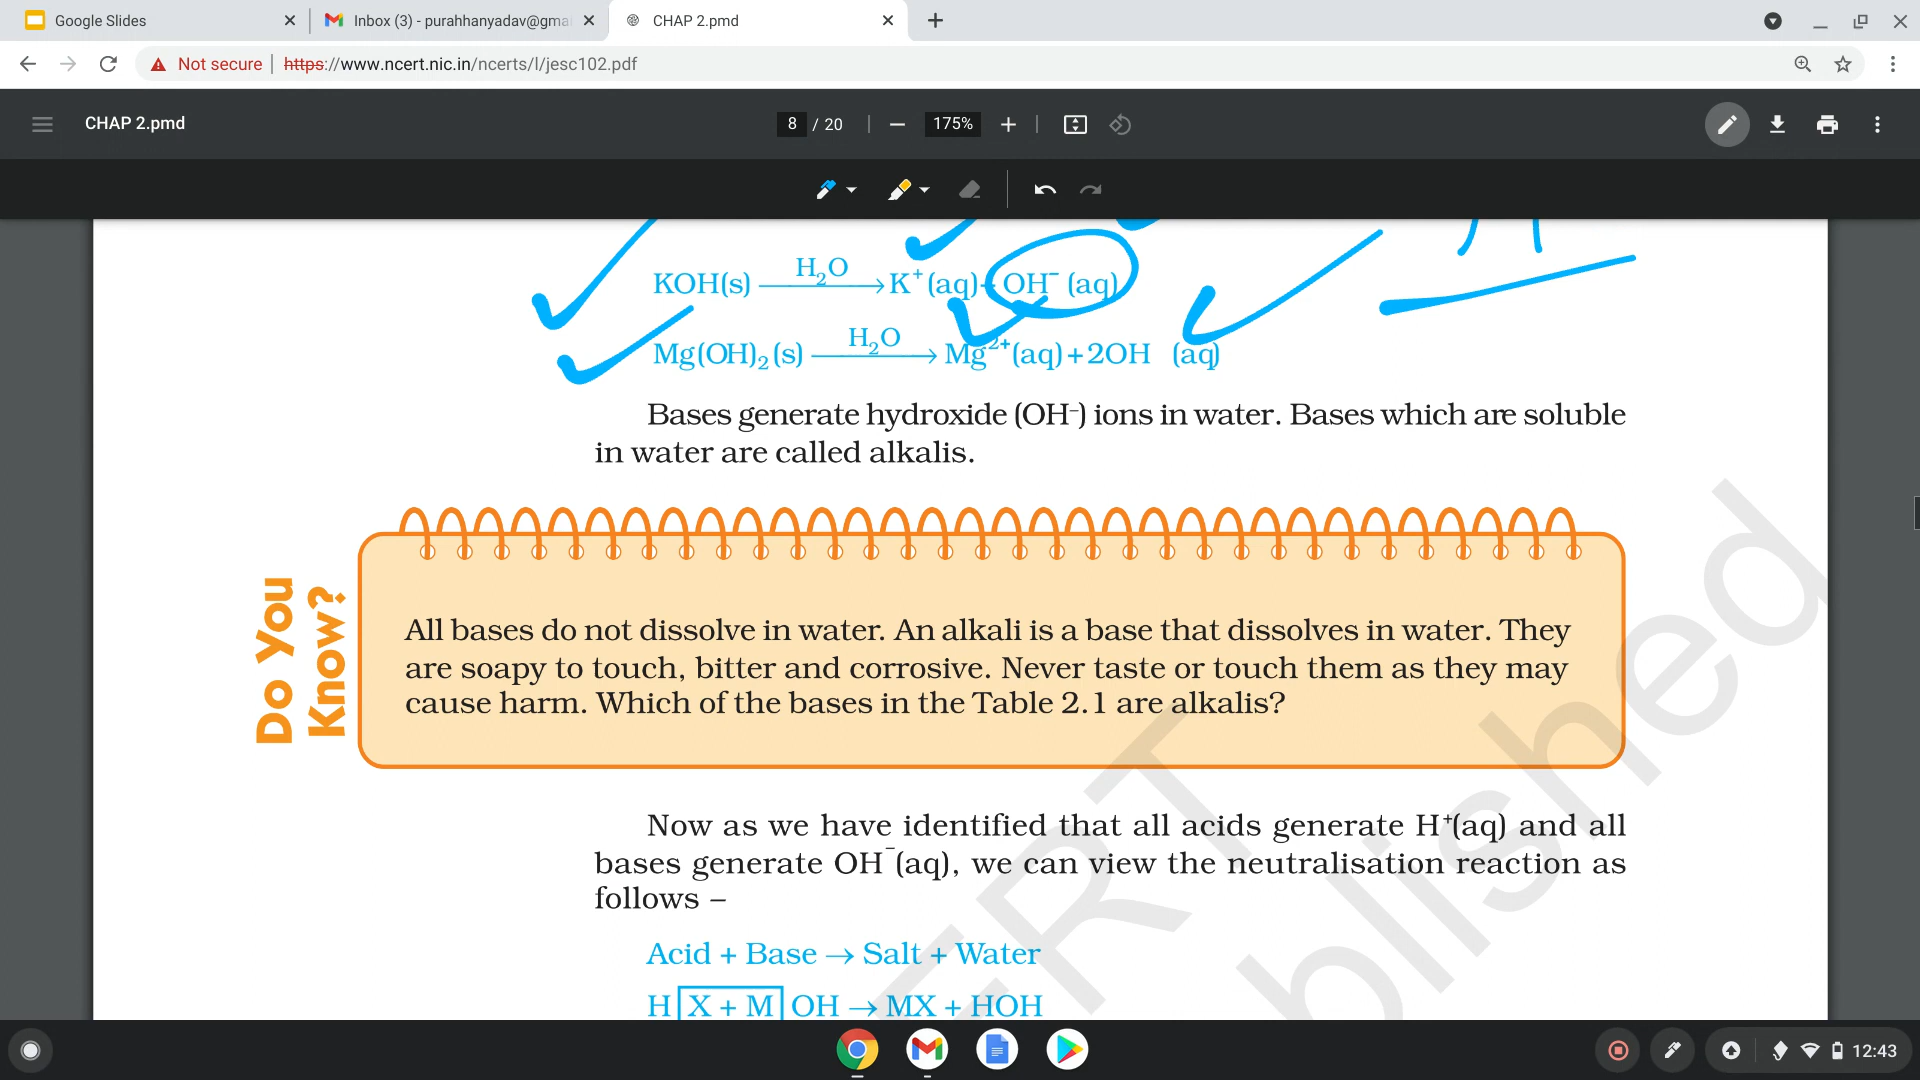 Google Slides
Inbox (3) - purahhanyadav@gma
CHAP 2.pmd
Not secure
https://www.ncert.nic.in/ncerts/l/jesc102.pdf
CHAP 2.pmd
8 / 20
175%
KOH(s) —H₂O→ K⁺(aq)+ OH⁻ (aq)
Mg(OH)₂(s) —H₂O→ Mg²⁺(aq)+2OH (aq)
Bases generate hydroxide (OH⁻) ions in water. Bases which are soluble
in water are called alkalis.
Do You
Know?
All bases do not dissolve in water. An alkali is a base that dissolves in water. They
are soapy to touch, bitter and corrosive. Never taste or touch them as they may
cause harm. Which of the bases in the Table 2.1 are alkalis?
Now as we have identified that all acids generate H⁺(aq) and all
bases generate OH⁻(aq), we can view the neutralisation reaction as
follows –
Acid + Base → Salt + Water
H X + M OH → MX + HOH
12:43